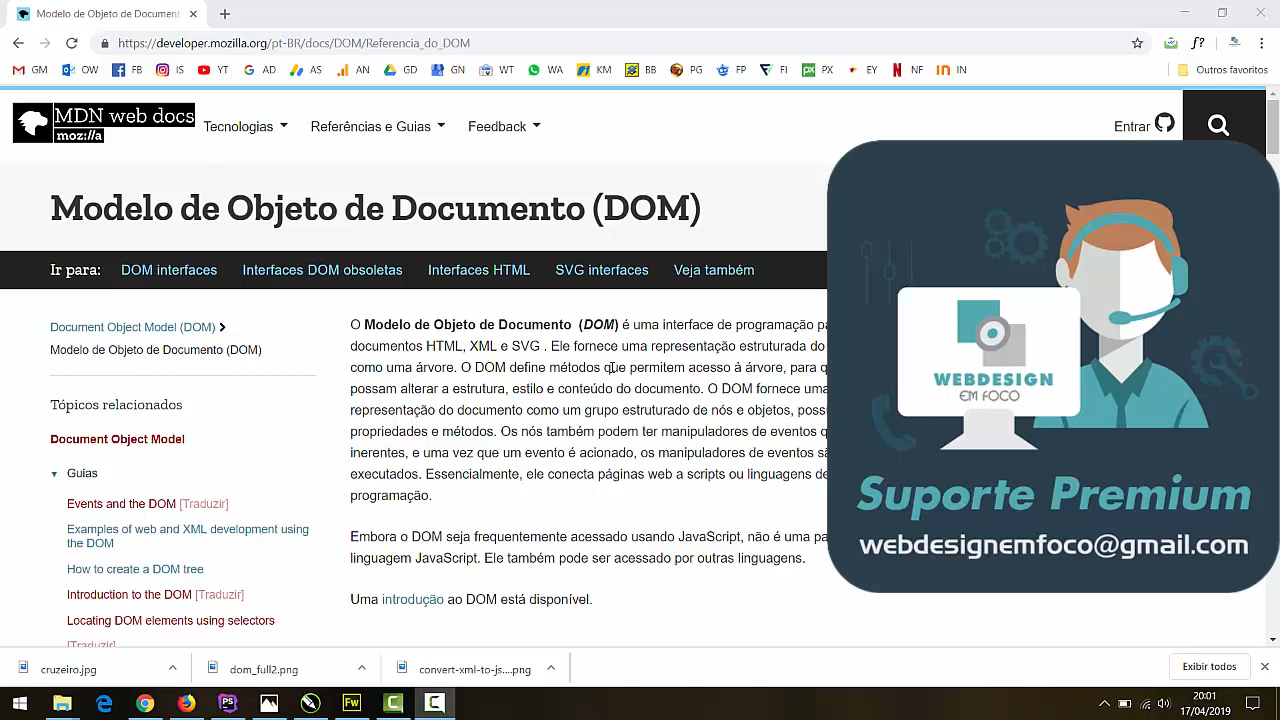 Modelo de Objeto de Document
https://developer.mozilla.org/pt-BR/docs/DOM/Referencia_do_DOM
f?
GM OW FB IS YT AD AS AN GD GN WT WA KM BB PG FP FI PX EY NF IN Outros favoritos
MDN web docs
moz://a
Tecnologias Referências e Guias Feedback Entrar
Modelo de Objeto de Documento (DOM)
Ir para: DOM interfaces Interfaces DOM obsoletas Interfaces HTML SVG interfaces Veja também
Document Object Model (DOM)
Modelo de Objeto de Documento (DOM)
Tópicos relacionados
Document Object Model
Guias
Events and the DOM [Traduzir]
Examples of web and XML development using
the DOM
How to create a DOM tree
Introduction to the DOM [Traduzir]
Locating DOM elements using selectors
[Traduzir]
O Modelo de Objeto de Documento (DOM) é uma interface de programação pa
documentos HTML, XML e SVG . Ele fornece uma representação estruturada do
como uma árvore. O DOM define métodos que permitem acesso à árvore, para q
possam alterar a estrutura, estilo e conteúdo do documento. O DOM fornece uma
representação do documento como um grupo estruturado de nós e objetos, possu
propriedades e métodos. Os nós também podem ter manipuladores de eventos q
inerentes, e uma vez que um evento é acionado, os manipuladores de eventos sã
executados. Essencialmente, ele conecta páginas web a scripts ou linguagens de
programação.
Embora o DOM seja frequentemente acessado usando JavaScript, não é uma pa
linguagem JavaScript. Ele também pode ser acessado por outras linguagens.
Uma introdução ao DOM está disponível.
WEBDESIGN
EM FOCO
Suporte Premium
webdesignemfoco@gmail.com
cruzeiro.jpg dom_full2.png convert-xml-to-js....png Exibir todos
PS Fw
20:01
17/04/2019